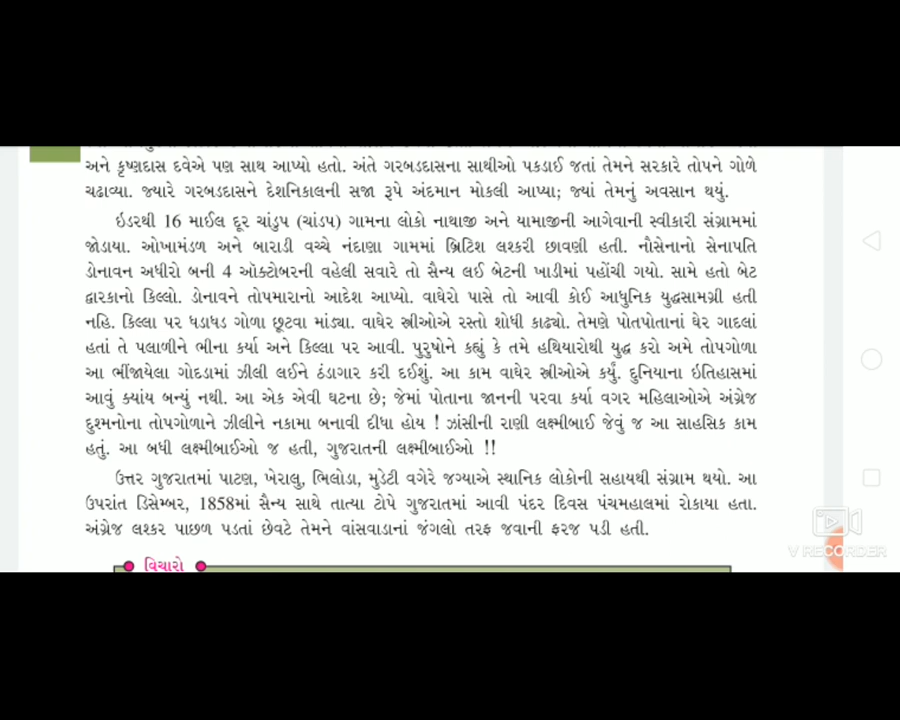 અને કૃષ્ણદાસ દવેએ પણ સાથ આપ્યો હતો. અંતે ગરબડદાસના સાથીઓ પકડાઈ જતાં તેમને સરકારે તોપને ગોળે
ચઢાવ્યા. જ્યારે ગરબડદાસને દેશનિકાલની સજા રૂપે અંદમાન મોકલી આપ્યા; જ્યાં તેમનું અવસાન થયું.
ઇડરથી 16 માઈલ દૂર ચાંડુપ (ચાંડપ) ગામના લોકો નાથાજી અને યામાજીની આગેવાની સ્વીકારી સંગ્રામમાં
જોડાયા. ઓખામંડળ અને બારાડી વચ્ચે નંદાણા ગામમાં બ્રિટિશ લશ્કરી છાવણી હતી. નૌસેનાનો સેનાપતિ
ડોનાવન અધીરો બની 4 ઑક્ટોબરની વહેલી સવારે તો સૈન્ય લઈ બેટની ખાડીમાં પહોંચી ગયો. સામે હતો બેટ
દ્વારકાનો કિલ્લો. ડોનાવને તોપમારાનો આદેશ આપ્યો. વાઘેરો પાસે તો આવી કોઈ આધુનિક યુદ્ધસામગ્રી હતી
નહિ. કિલ્લા પર ધડાધડ ગોળા છૂટવા માંડ્યા. વાઘેર સ્ત્રીઓએ રસ્તો શોધી કાઢ્યો. તેમણે પોતપોતાનાં ઘેર ગાદલાં
હતાં તે પલાળીને ભીના કર્યા અને કિલ્લા પર આવી. પુરુષોને કહ્યું કે તમે હથિયારોથી યુદ્ધ કરો અમે તોપગોળા
આ ભીંજાયેલા ગોદડામાં ઝીલી લઈને ઠંડાગાર કરી દઈશું. આ કામ વાઘેર સ્ત્રીઓએ કર્યું. દુનિયાના ઇતિહાસમાં
આવું ક્યાંય બન્યું નથી. આ એક એવી ઘટના છે; જેમાં પોતાના જાનની પરવા કર્યા વગર મહિલાઓએ અંગ્રેજ
દુશ્મનોના તોપગોળાને ઝીલીને નકામા બનાવી દીધા હોય ! ઝાંસીની રાણી લક્ષ્મીબાઈ જેવું જ આ સાહસિક કામ
હતું. આ બધી લક્ષ્મીબાઈઓ જ હતી, ગુજરાતની લક્ષ્મીબાઈઓ !!
ઉત્તર ગુજરાતમાં પાટણ, ખેરાલુ, ભિલોડા, મુડેટી વગેરે જગ્યાએ સ્થાનિક લોકોની સહાયથી સંગ્રામ થયો. આ
ઉપરાંત ડિસેમ્બર, 1858માં સૈન્ય સાથે તાત્યા ટોપે ગુજરાતમાં આવી પંદર દિવસ પંચમહાલમાં રોકાયા હતા.
અંગ્રેજ લશ્કર પાછળ પડતાં છેવટે તેમને વાંસવાડાનાં જંગલો તરફ જવાની ફરજ પડી હતી.
વિચારો
V RECORDER